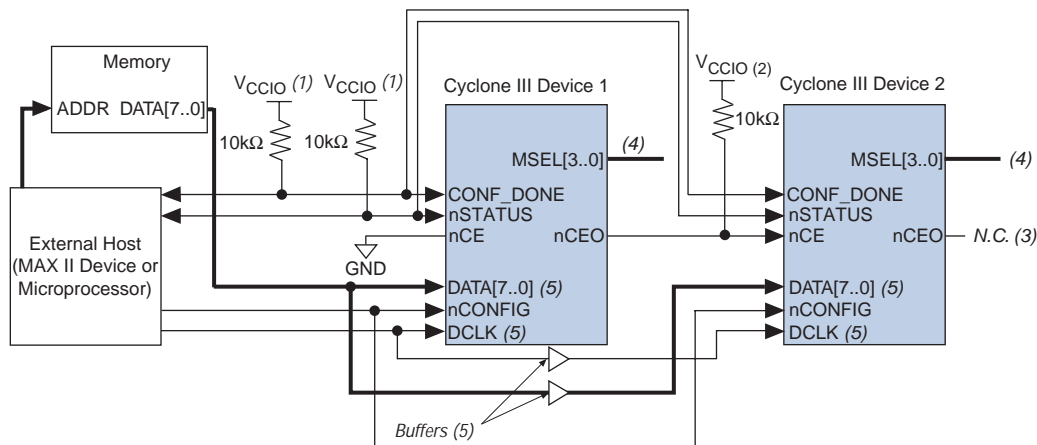 Memory
ADDR DATA[7..0]
VCCIO (1)
VCCIO (1)
10kΩ
10kΩ
Cyclone III Device 1
MSEL[3..0]
(4)
CONF_DONE
nSTATUS
nCE
nCEO
GND
DATA[7..0] (5)
nCONFIG
DCLK (5)
VCCIO (2)
10kΩ
Cyclone III Device 2
MSEL[3..0]
(4)
CONF_DONE
nSTATUS
nCE
nCEO
N.C. (3)
DATA[7..0] (5)
nCONFIG
DCLK (5)
External Host
(MAX II Device or
Microprocessor)
Buffers (5)